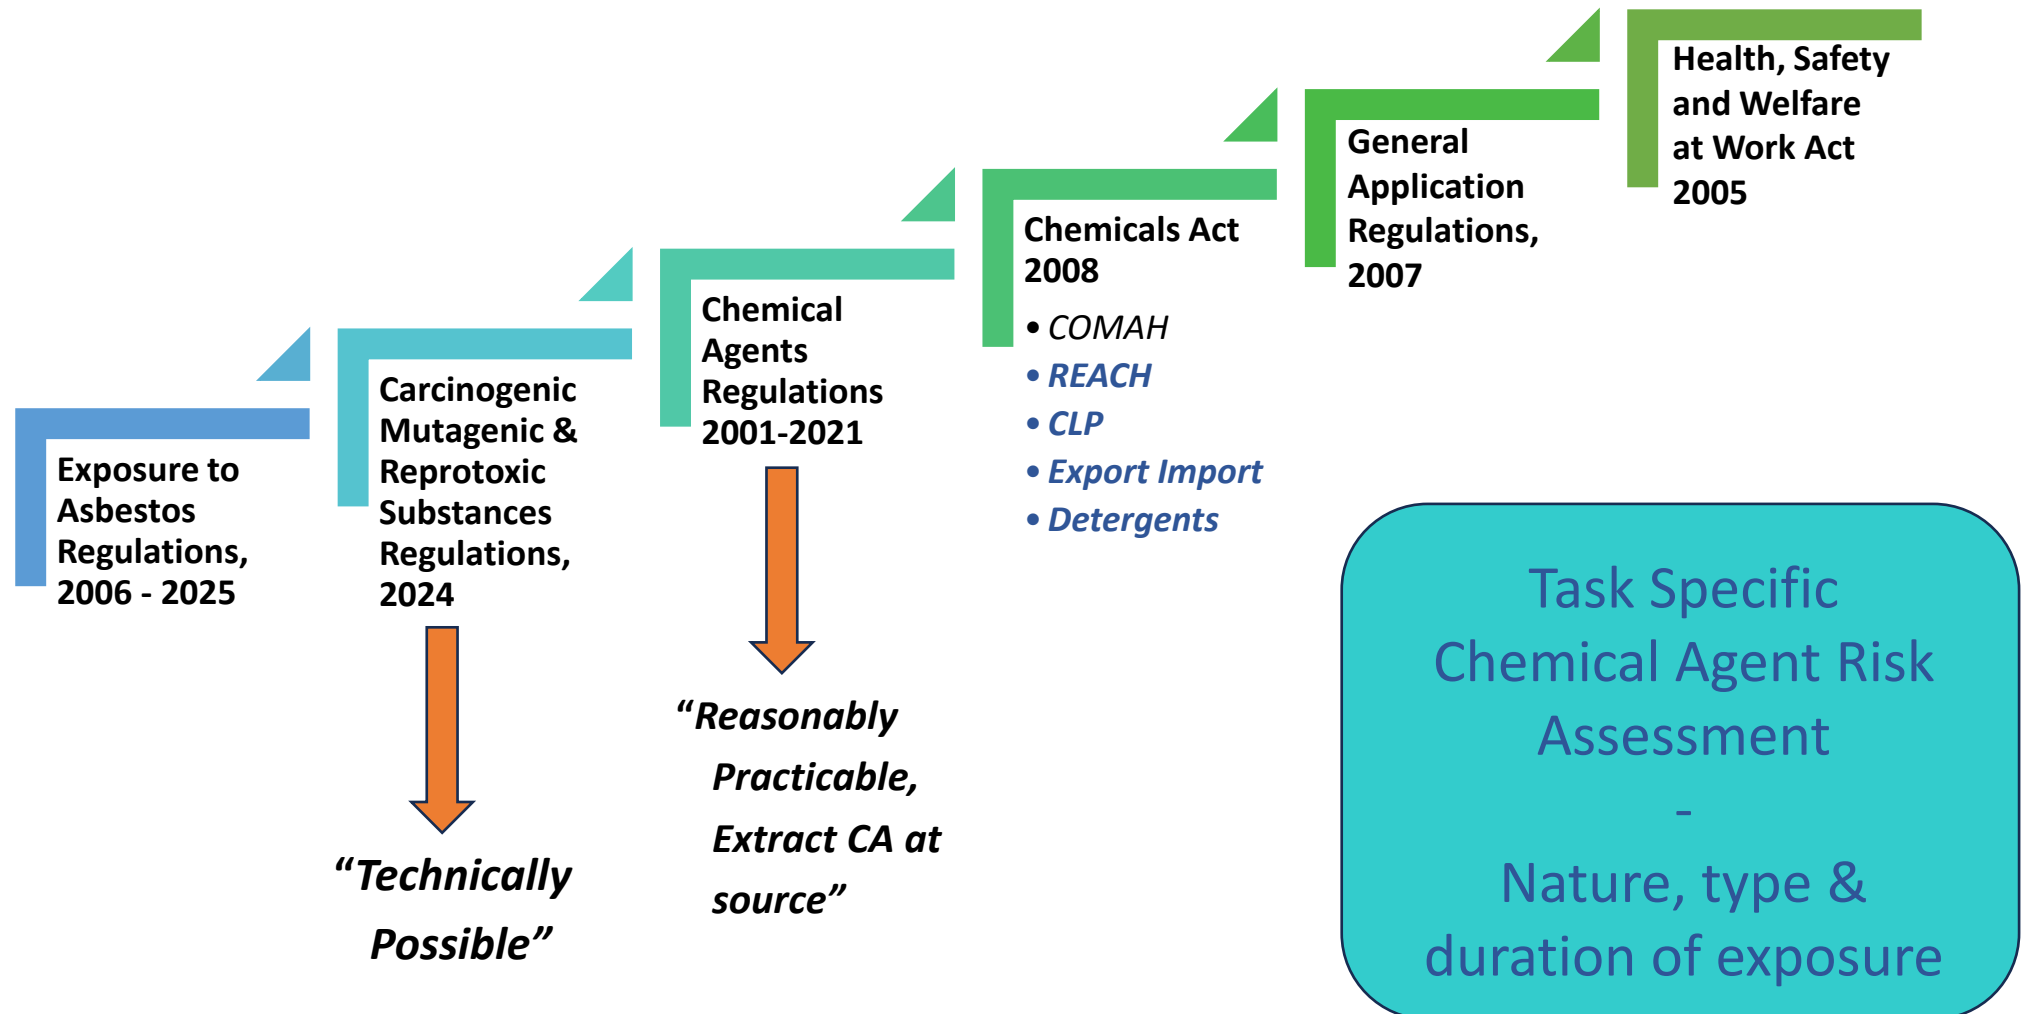 Exposure to
Asbestos
Regulations,
2006 - 2025
Carcinogenic
Mutagenic &
Reprotoxic
Substances
Regulations,
2024
“Technically
Possible”
Chemical
Agents
Regulations
2001-2021
“Reasonably
Practicable,
Extract CA at
source”
Chemicals Act
2008
• COMAH
• REACH
• CLP
• Export Import
• Detergents
General
Application
Regulations,
2007
Health, Safety
and Welfare
at Work Act
2005
Task Specific
Chemical Agent Risk
Assessment
-
Nature, type &
duration of exposure